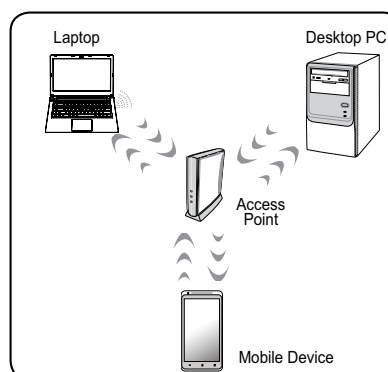 Laptop
Desktop PC
Access
Point
Mobile Device